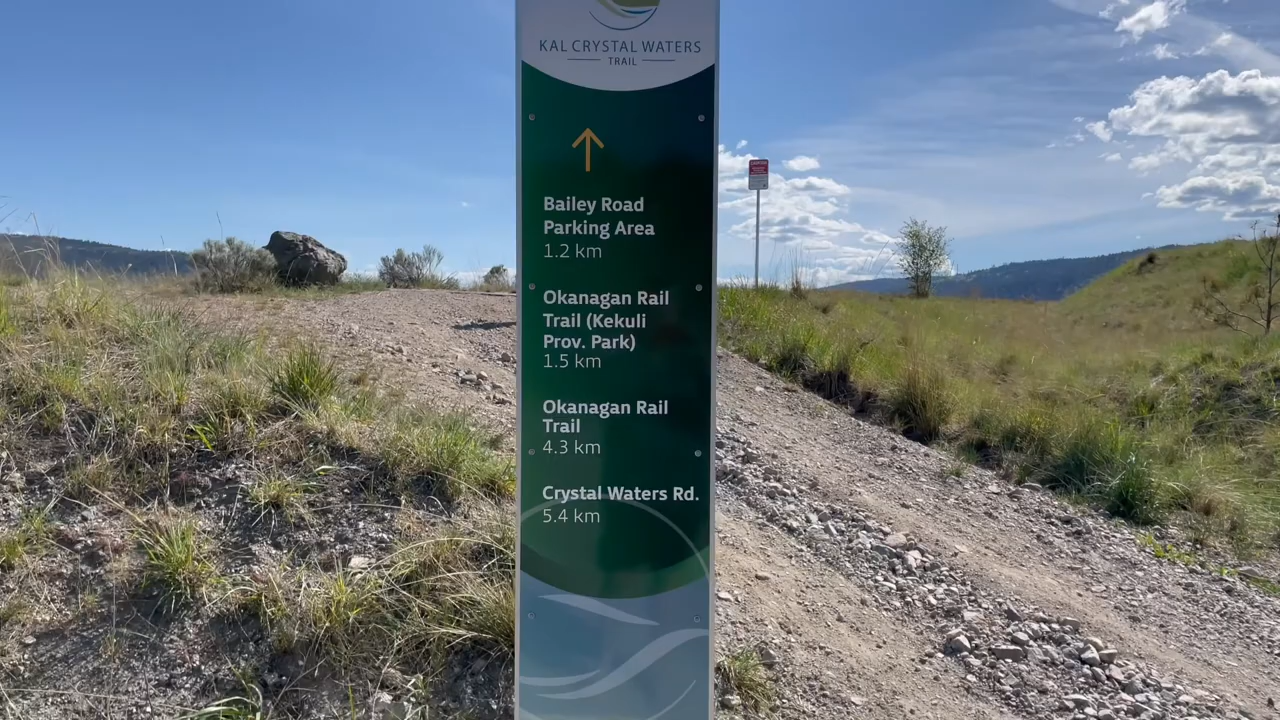 KAL CRYSTAL WATERS
TRAIL
Bailey Road
Parking Area
1.2 km
Okanagan Rail
Trail (Kekuli
Prov. Park)
1.5 km
Okanagan Rail
Trail
4.3 km
Crystal Waters Rd.
5.4 km